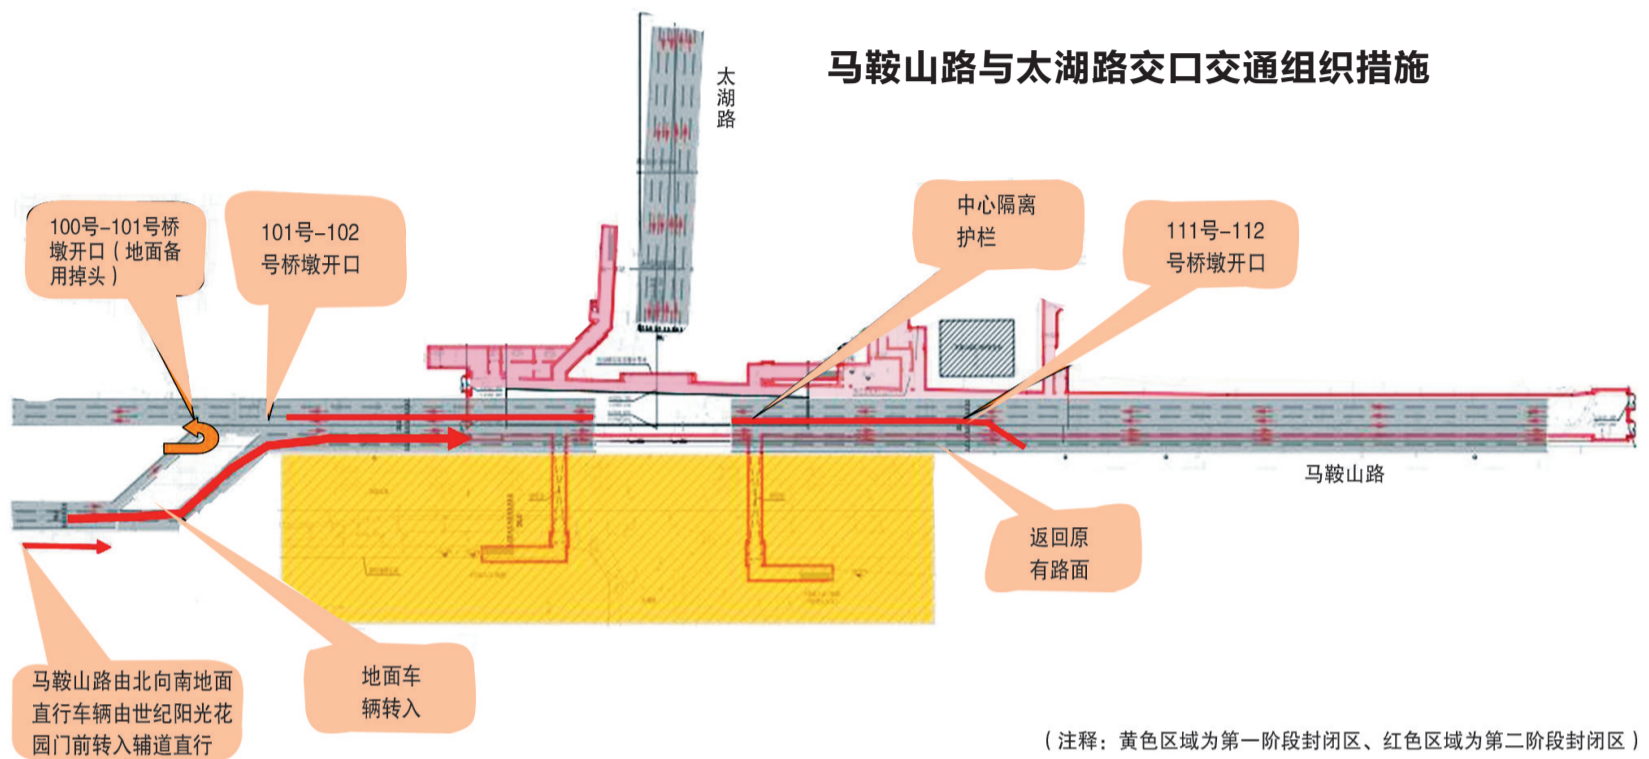 马鞍山路与太湖路交口交通组织措施
太湖路
100号-101号桥
墩开口（地面备
用掉头）
101号-102
号桥墩开口
中心隔离
护栏
111号-112
号桥墩开口
马鞍山路
返回原
有路面
地面车
辆转入
马鞍山路由北向南地面
直行车辆由世纪阳光花
园门前转入辅道直行
（注释：黄色区域为第一阶段封闭区、红色区域为第二阶段封闭区）